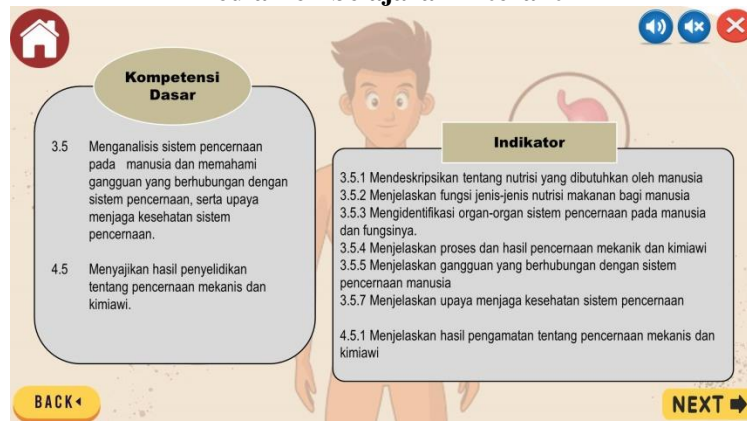 Kompetensi
Dasar
3.5 Menganalisis sistem pencernaan
pada manusia dan memahami
gangguan yang berhubungan dengan
sistem pencernaan, serta upaya
menjaga kesehatan sistem
pencernaan.
4.5 Menyajikan hasil penyelidikan
tentang pencernaan mekanis dan
kimiawi.
Indikator
3.5.1 Mendeskripsikan tentang nutrisi yang dibutuhkan oleh manusia
3.5.2 Menjelaskan fungsi jenis-jenis nutrisi makanan bagi manusia
3.5.3 Mengidentifikasi organ-organ sistem pencernaan pada manusia
dan fungsinya.
3.5.4 Menjelaskan proses dan hasil pencernaan mekanik dan kimiawi
3.5.5 Menjelaskan gangguan yang berhubungan dengan sistem
pencernaan manusia
3.5.7 Menjelaskan upaya menjaga kesehatan sistem pencernaan
4.5.1 Menjelaskan hasil pengamatan tentang pencernaan mekanis dan
kimiawi
BACK
NEXT